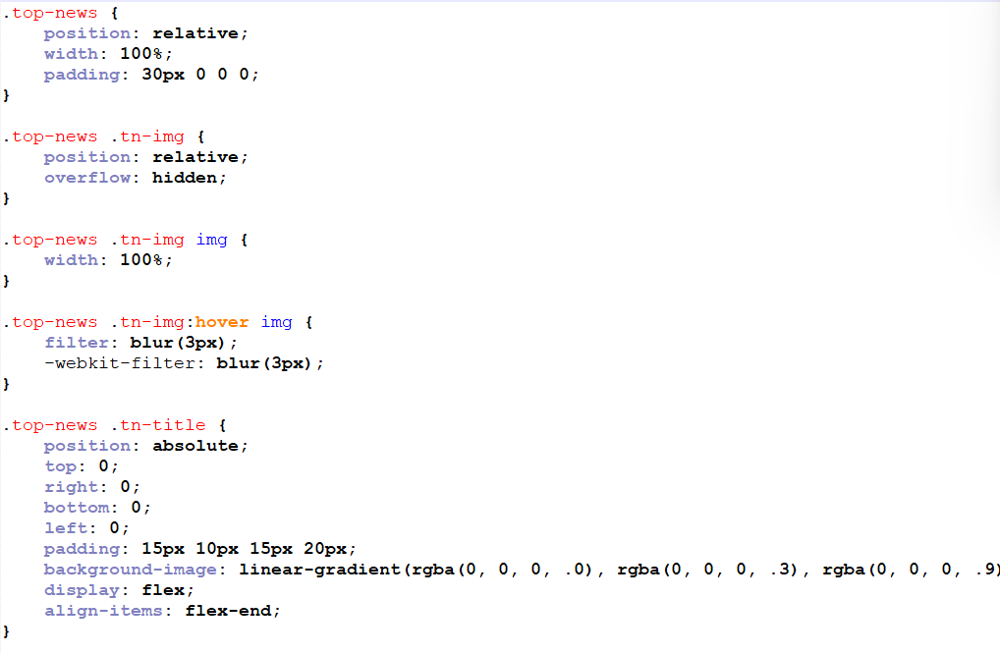 .top-news {
    position: relative;
    width: 100%;
    padding: 30px 0 0 0;
}

.top-news .tn-img {
    position: relative;
    overflow: hidden;
}

.top-news .tn-img img {
    width: 100%;
}

.top-news .tn-img:hover img {
    filter: blur(3px);
    -webkit-filter: blur(3px);
}

.top-news .tn-title {
    position: absolute;
    top: 0;
    right: 0;
    bottom: 0;
    left: 0;
    padding: 15px 10px 15px 20px;
    background-image: linear-gradient(rgba(0, 0, 0, .0), rgba(0, 0, 0, .3), rgba(0, 0, 0, .9)
    display: flex;
    align-items: flex-end;
}